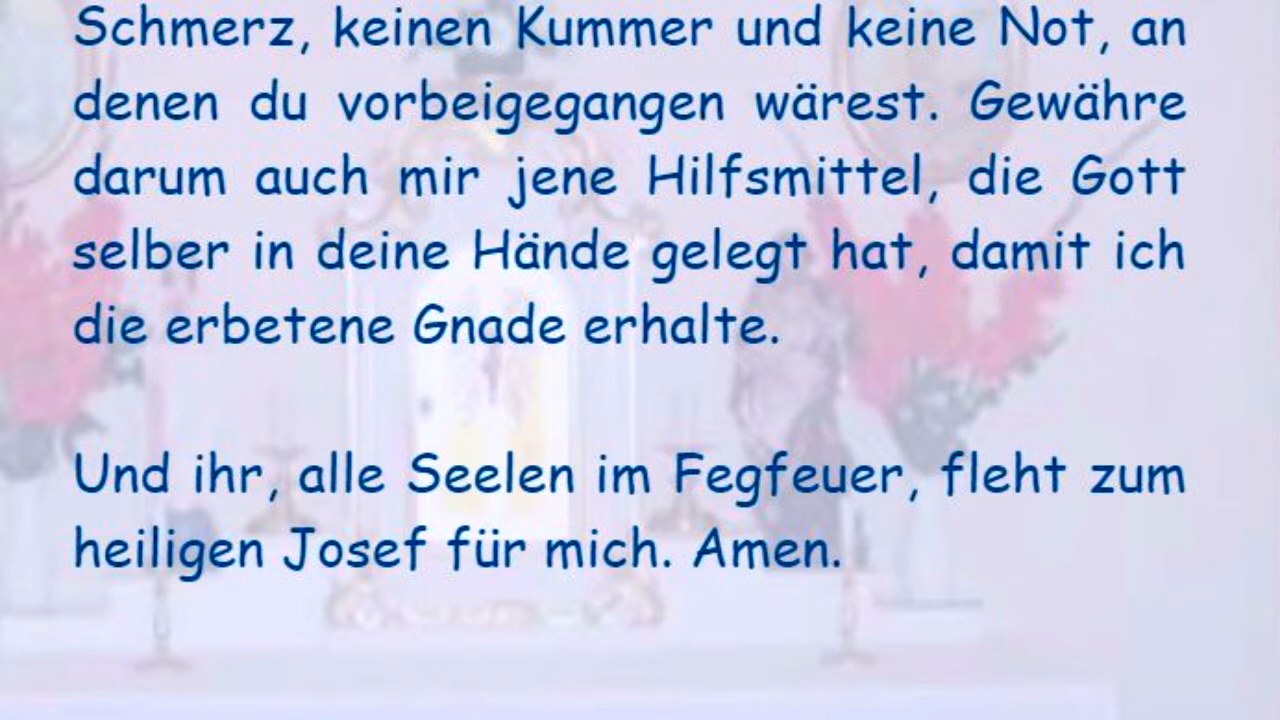 Schmerz, keinen Kummer und keine Not, an
denen du vorbeigegangen wärest. Gewähre
darum auch mir jene Hilfsmittel, die Gott
selber in deine Hände gelegt hat, damit ich
die erbetene Gnade erhalte.
Und ihr, alle Seelen im Fegfeuer, fleht zum
heiligen Josef für mich. Amen.